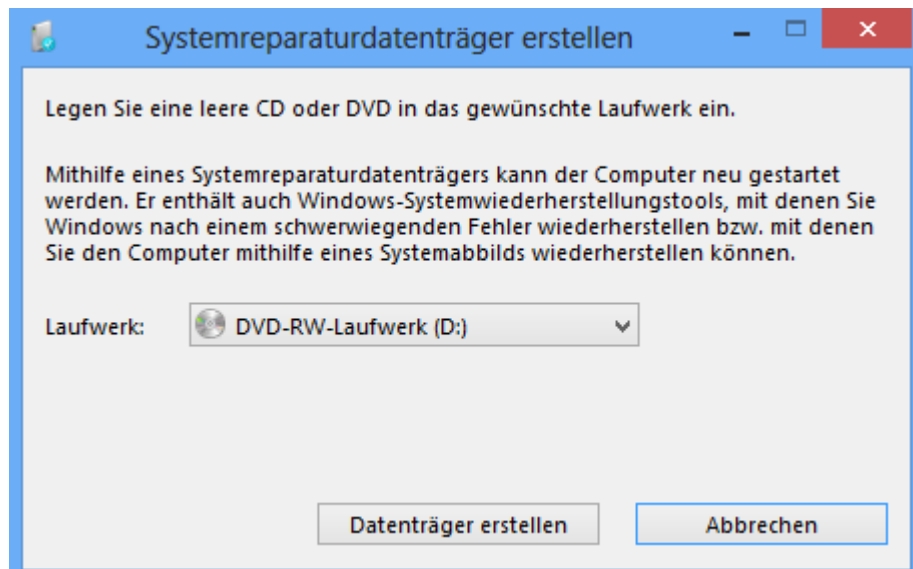 Systemreparaturdatenträger erstellen
Legen Sie eine leere CD oder DVD in das gewünschte Laufwerk ein.
Mithilfe eines Systemreparaturdatenträgers kann der Computer neu gestartet
werden. Er enthält auch Windows-Systemwiederherstellungstools, mit denen Sie
Windows nach einem schwerwiegenden Fehler wiederherstellen bzw. mit denen
Sie den Computer mithilfe eines Systemabbilds wiederherstellen können.
Laufwerk: DVD-RW-Laufwerk (D:)
Datenträger erstellen Abbrechen